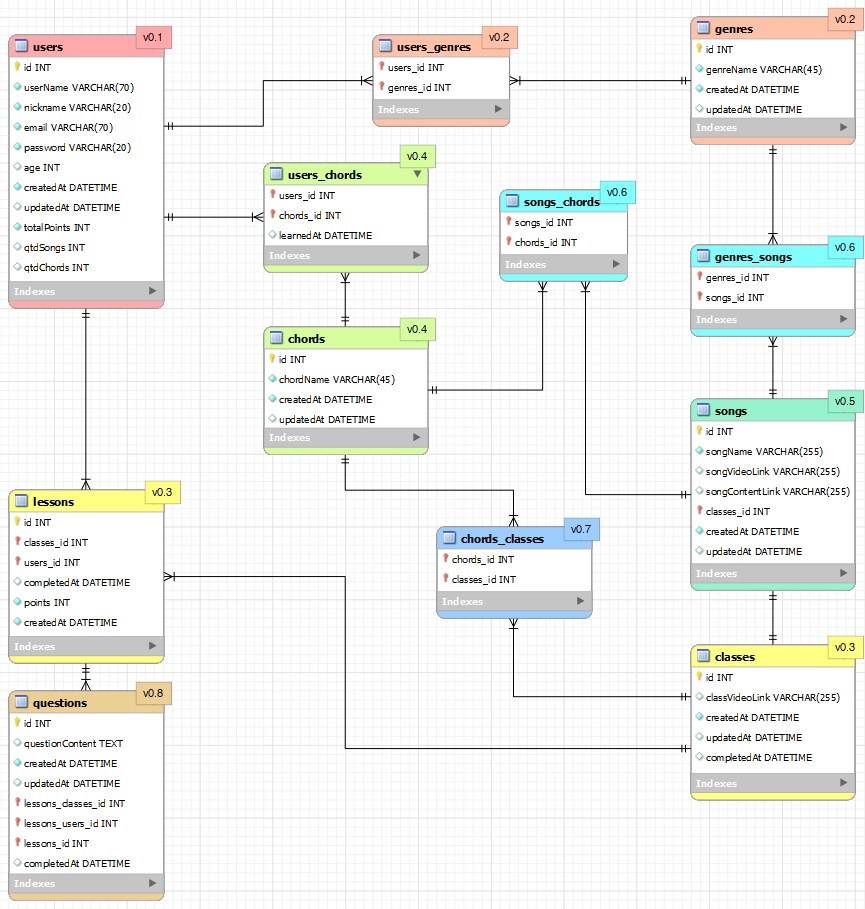 users
v0.1
id INT
userName VARCHAR(70)
nickname VARCHAR(20)
email VARCHAR(70)
password VARCHAR(20)
age INT
createdAt DATETIME
updatedAt DATETIME
totalPoints INT
qtdSongs INT
qtdChords INT
Indexes
users_genres
v0.2
users_id INT
genres_id INT
Indexes
genres
v0.2
id INT
genreName VARCHAR(45)
createdAt DATETIME
updatedAt DATETIME
Indexes
users_chords
v0.4
users_id INT
chords_id INT
learnedAt DATETIME
Indexes
songs_chords
v0.6
songs_id INT
chords_id INT
Indexes
genres_songs
v0.6
genres_id INT
songs_id INT
Indexes
chords
v0.4
id INT
chordName VARCHAR(45)
createdAt DATETIME
updatedAt DATETIME
Indexes
songs
v0.5
id INT
songName VARCHAR(255)
songVideoLink VARCHAR(255)
songContentLink VARCHAR(255)
classes_id INT
createdAt DATETIME
updatedAt DATETIME
Indexes
lessons
v0.3
id INT
classes_id INT
users_id INT
completedAt DATETIME
points INT
createdAt DATETIME
Indexes
chords_classes
v0.7
chords_id INT
classes_id INT
Indexes
classes
v0.3
id INT
classVideoLink VARCHAR(255)
createdAt DATETIME
updatedAt DATETIME
completedAt DATETIME
Indexes
questions
v0.8
id INT
questionContent TEXT
createdAt DATETIME
updatedAt DATETIME
lessons_classes_id INT
lessons_users_id INT
lessons_id INT
completedAt DATETIME
Indexes